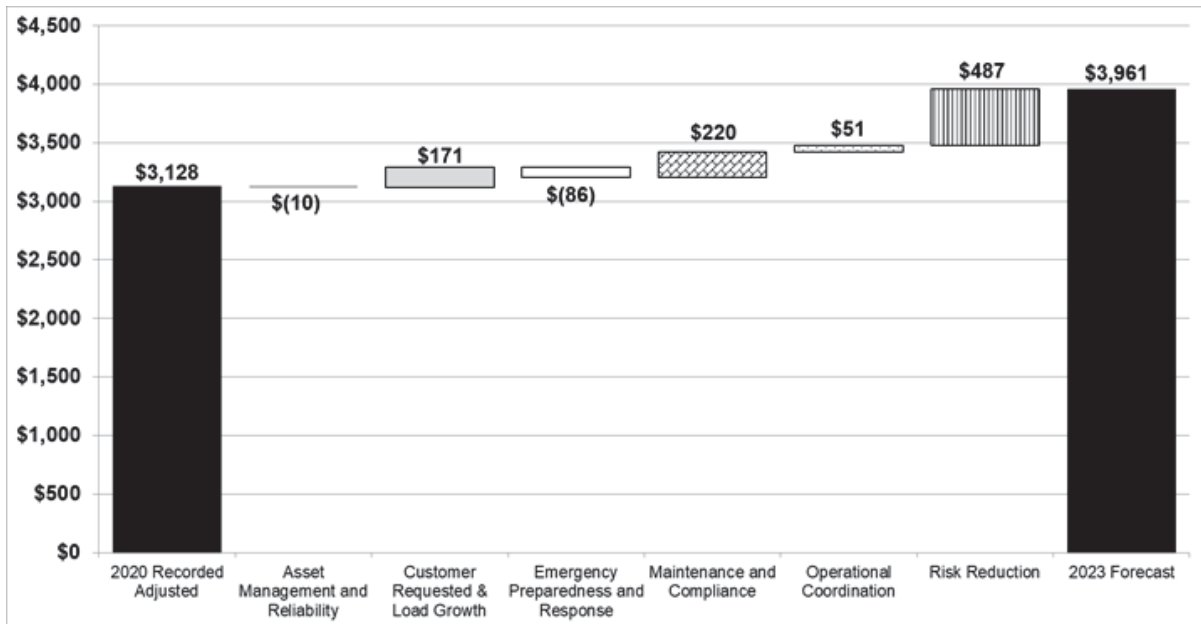 $4,500
$4,000
$3,500
$3,000
$2,500
$2,000
$1,500
$1,000
$500
$0
$3,128
$(10)
$171
$(86)
$220
$51
$487
$3,961
2020 Recorded
Adjusted
Asset
Management and
Reliability
Customer
Requested &
Load Growth
Emergency
Preparedness and
Response
Maintenance and
Compliance
Operational
Coordination
Risk Reduction
2023 Forecast